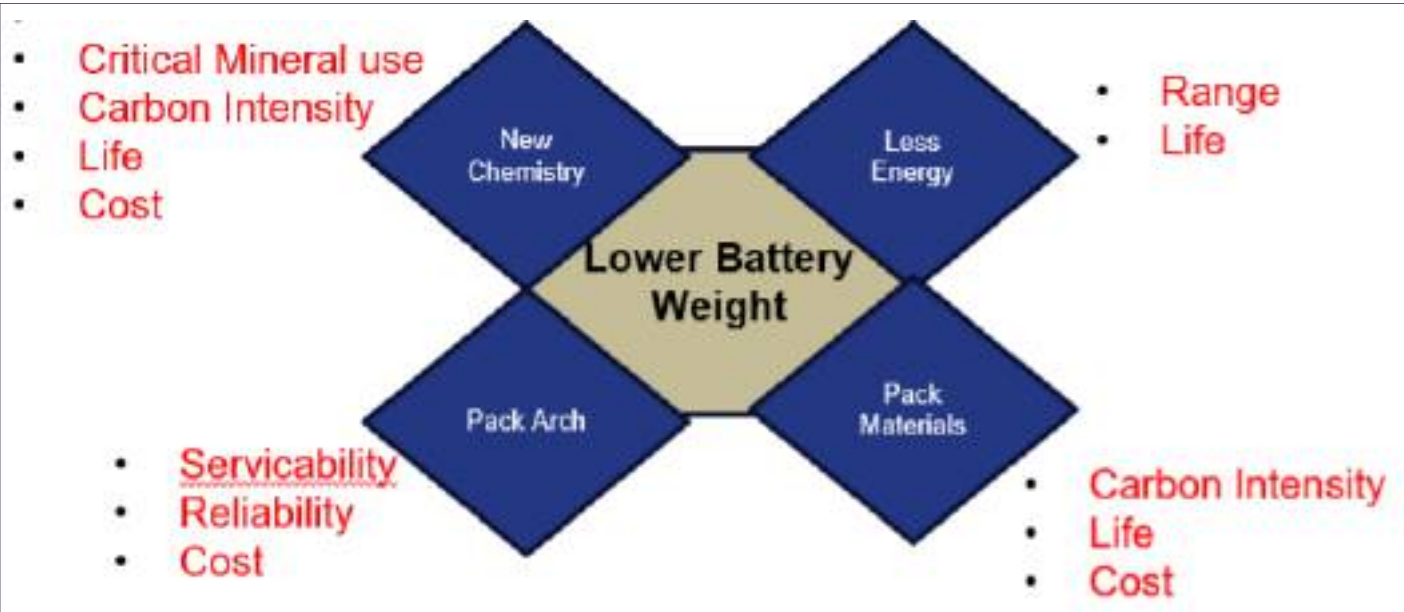 Critical Mineral use
Carbon Intensity
Life
Cost
New
Chemistry
Less
Energy
Range
Life
Lower Battery
Weight
Pack Arch
Servicability
Reliability
Cost
Pack
Materials
Carbon Intensity
Life
Cost